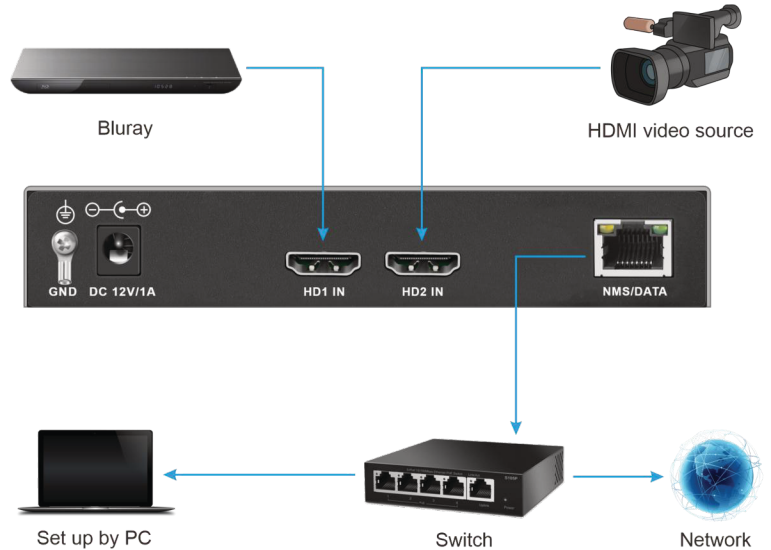 Bluray
HDMI video source
GND
DC 12V/1A
HD1 IN
HD2 IN
NMS/DATA
Set up by PC
Switch
Network